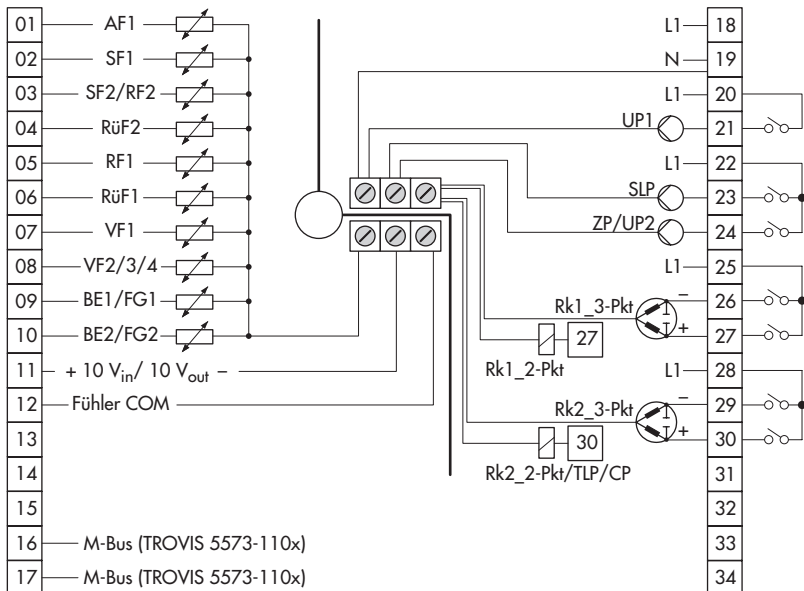 01 AF1
02 SF1
03 SF2/RF2
04 RüF2
05 RF1
06 RüF1
07 VF1
08 VF2/3/4
09 BE1/FG1
10 BE2/FG2
11 + 10 Vin/ 10 Vout –
12 Fühler COM
13
14
15
16 M-Bus (TROVIS 5573-110x)
17 M-Bus (TROVIS 5573-110x)
L1 18
N 19
L1 20
UP1 21
L1 22
SLP 23
ZP/UP2 24
L1 25
Rk1_3-Pkt – 26
+ 27
27
Rk1_2-Pkt
L1 28
Rk2_3-Pkt – 29
+ 30
30
Rk2_2-Pkt/TLP/CP
31
32
33
34